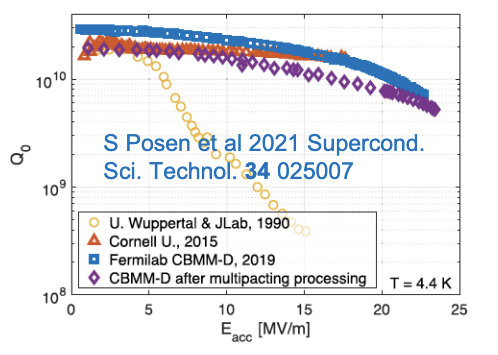 10^10
10^9
10^8
Q_0
S Posen et al 2021 Supercond.
Sci. Technol. 34 025007
U. Wuppertal & JLab, 1990
Cornell U., 2015
Fermilab CBMM-D, 2019
CBMM-D after multipacting processing
T = 4.4 K
0 5 10 15 20 25
E_acc [MV/m]